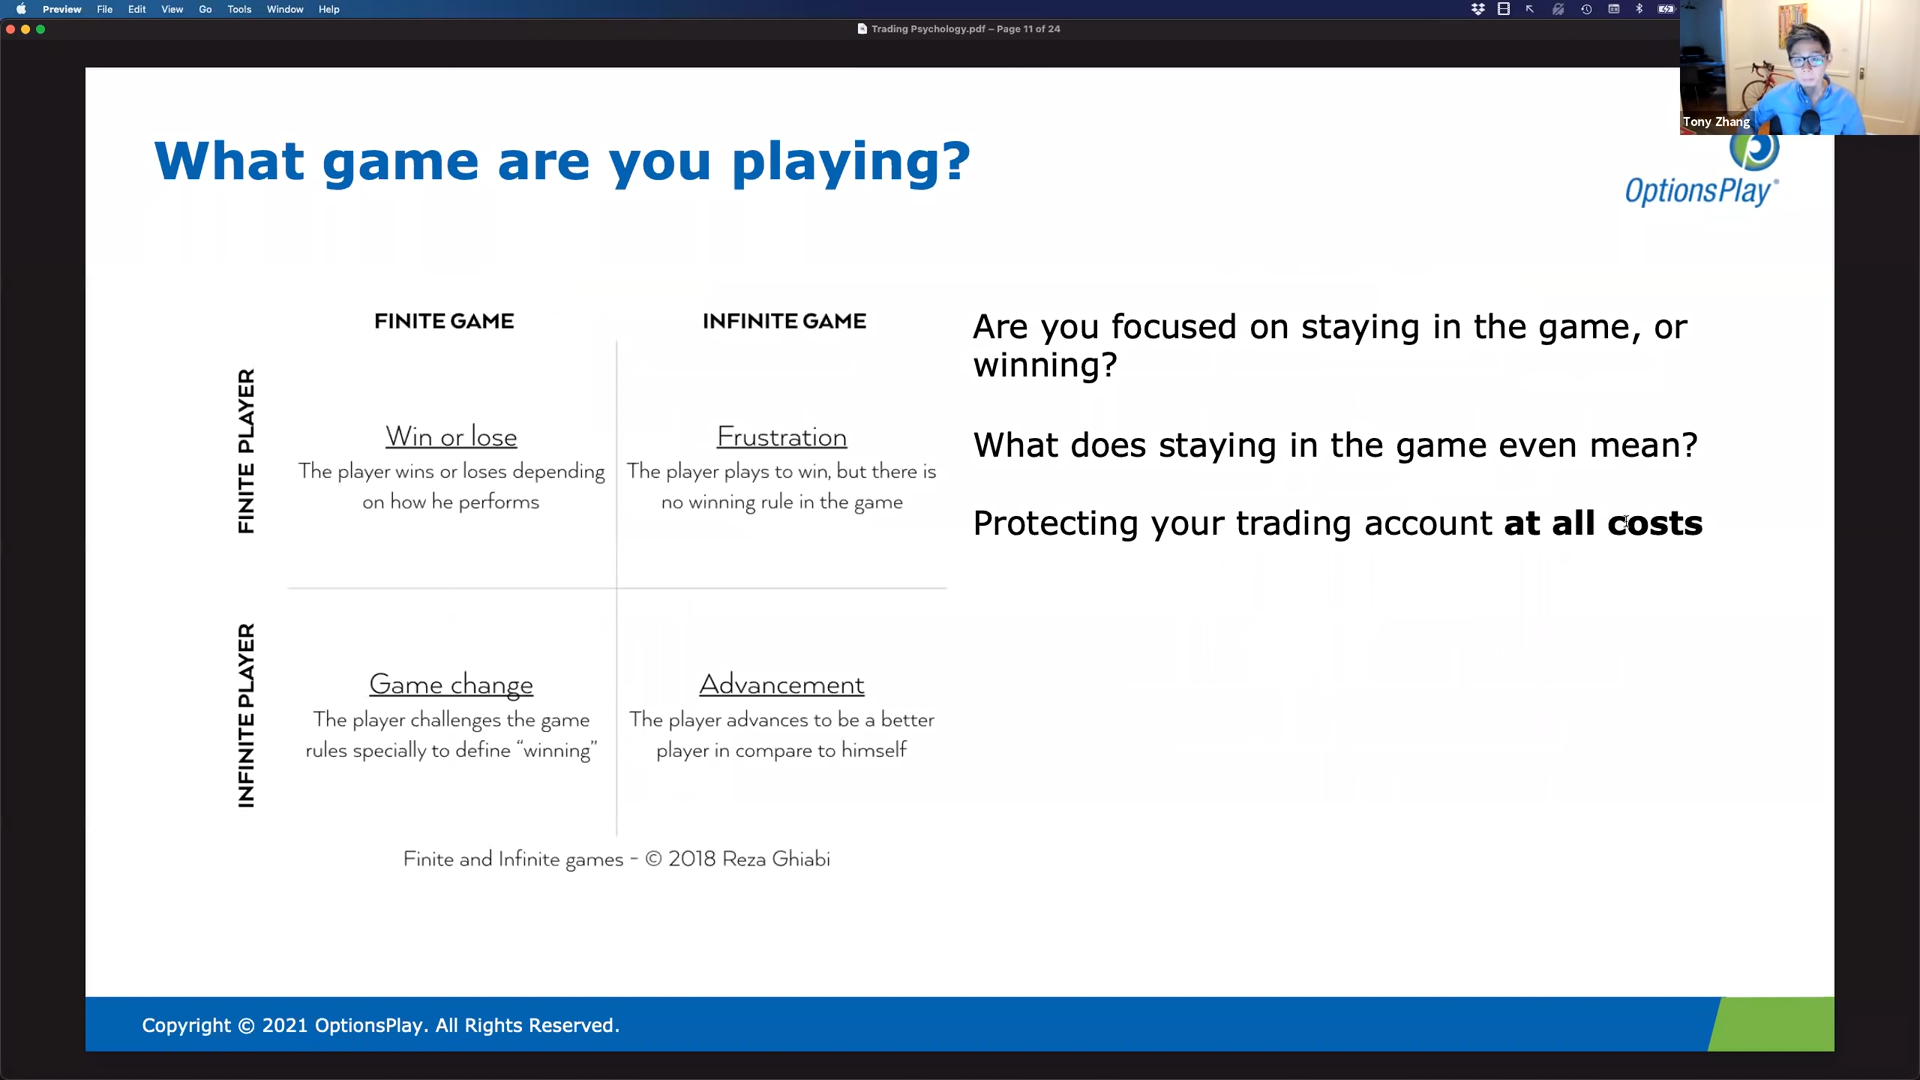 Preview File Edit View Go Tools Window Help
Trading Psychology.pdf – Page 11 of 24
Tony Zhang
What game are you playing?
OptionsPlay®
FINITE GAME
INFINITE GAME
FINITE PLAYER
Win or lose
The player wins or loses depending
on how he performs
Frustration
The player plays to win, but there is
no winning rule in the game
INFINITE PLAYER
Game change
The player challenges the game
rules specially to define “winning”
Advancement
The player advances to be a better
player in compare to himself
Finite and Infinite games - © 2018 Reza Ghiabi
Are you focused on staying in the game, or
winning?
What does staying in the game even mean?
Protecting your trading account at all costs
Copyright © 2021 OptionsPlay. All Rights Reserved.